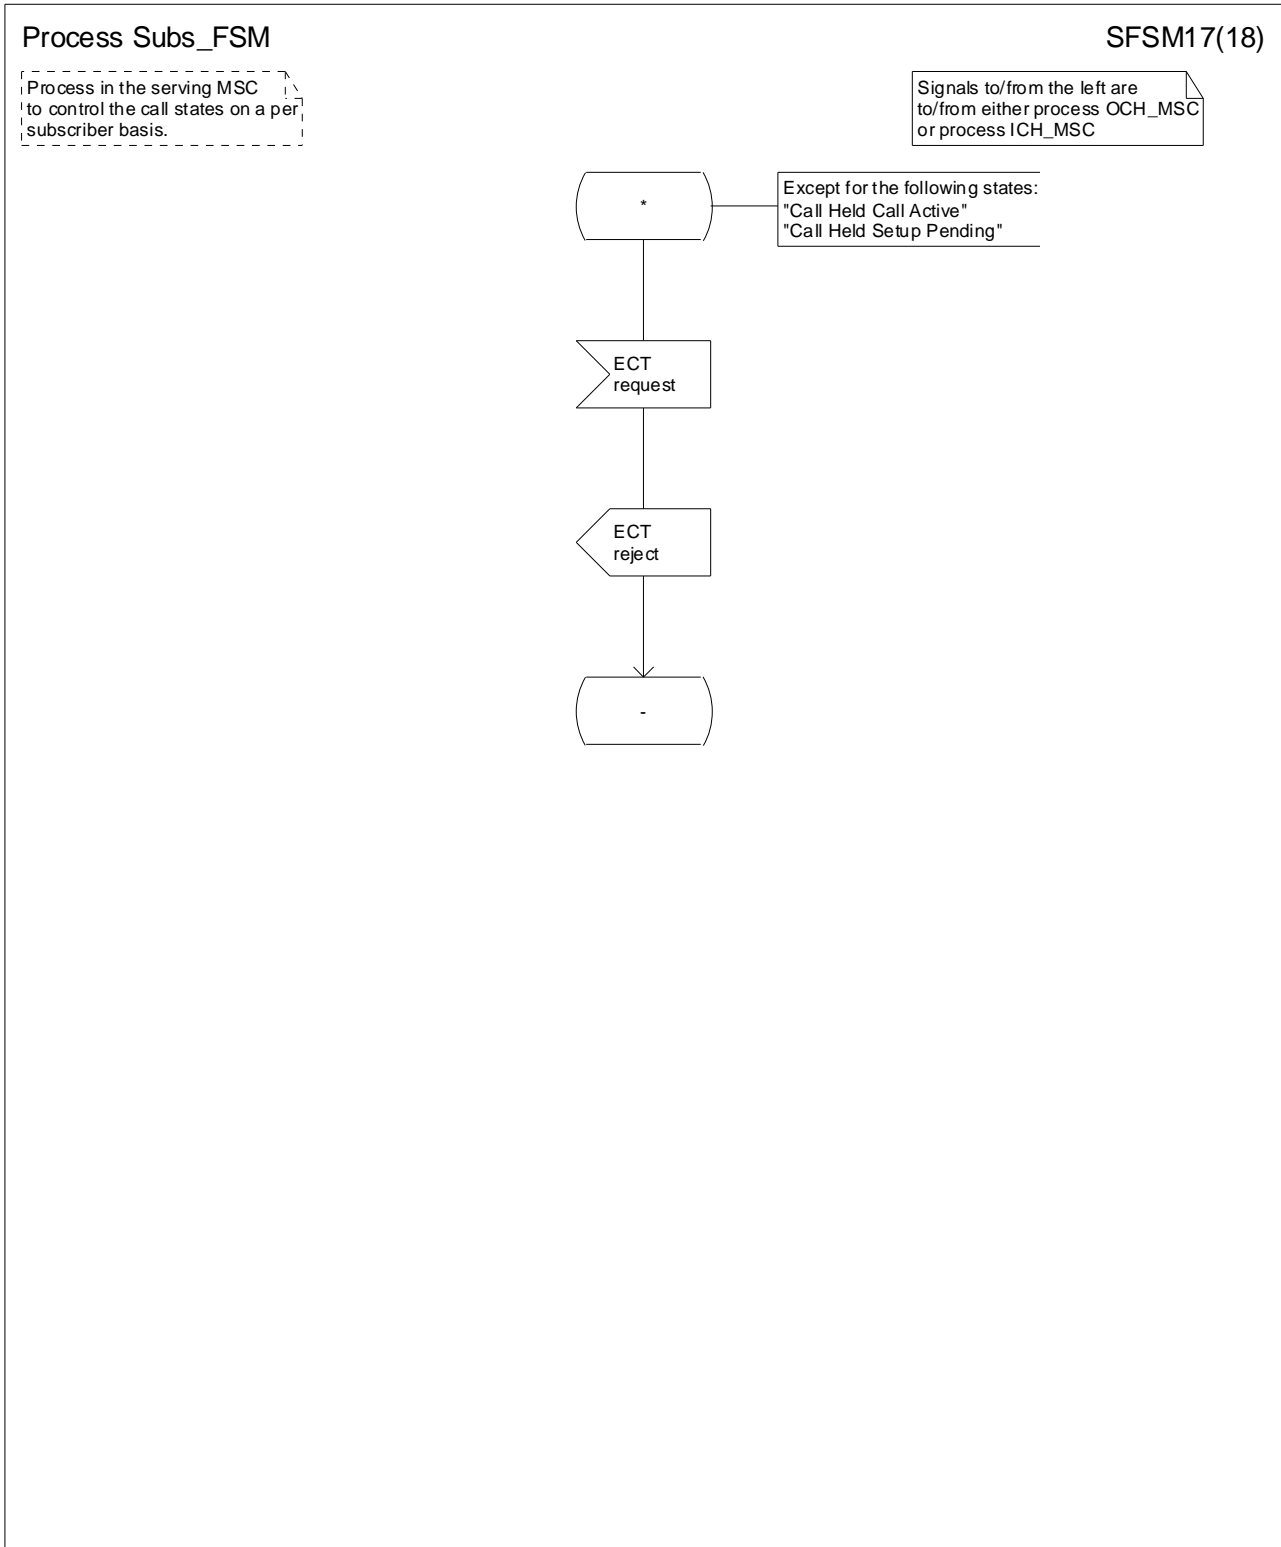 Process Subs_FSM
SFSM17(18)
Process in the serving MSC
to control the call states on a per
subscriber basis.
Signals to/from the left are
to/from either process OCH_MSC
or process ICH_MSC
*
Except for the following states:
"Call Held Call Active"
"Call Held Setup Pending"
ECT
request
ECT
reject
-